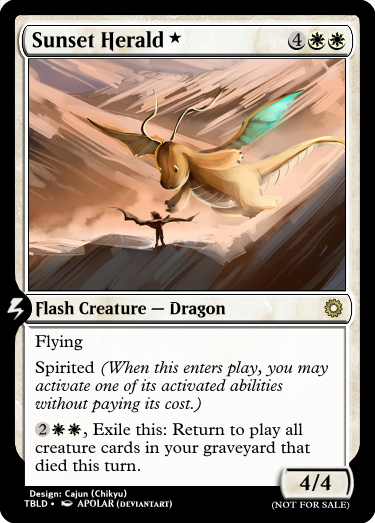 Sunset Herald ★ 4
Flash Creature — Dragon
Flying
Spirited (When this enters play, you may
activate one of its activated abilities
without paying its cost.)
2, Exile this: Return to play all
creature cards in your graveyard that
died this turn.
4/4
Design: Cajun (Chikyu)
TBLD • APOLAR (DEVIANTART)
(NOT FOR SALE)